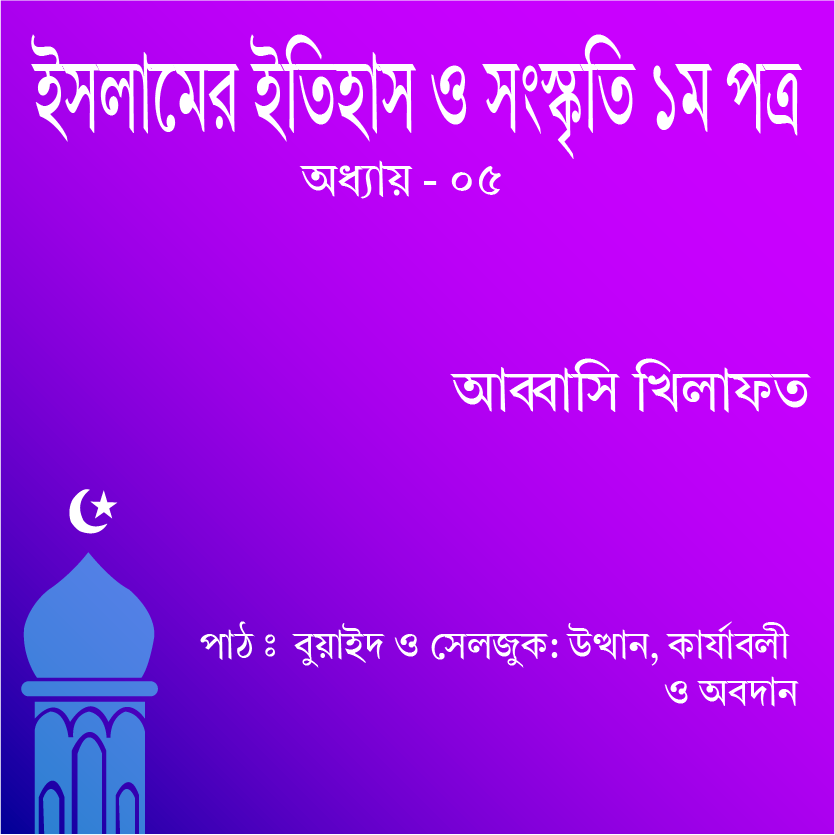 ইসলামের ইতিহাস ও সংস্কৃতি ১ম পত্র
অধ্যায় - ০৫
আব্বাসি খিলাফত
পাঠ ঃ বুয়াইদ ও সেলজুক: উত্থান, কার্যাবলী
ও অবদান